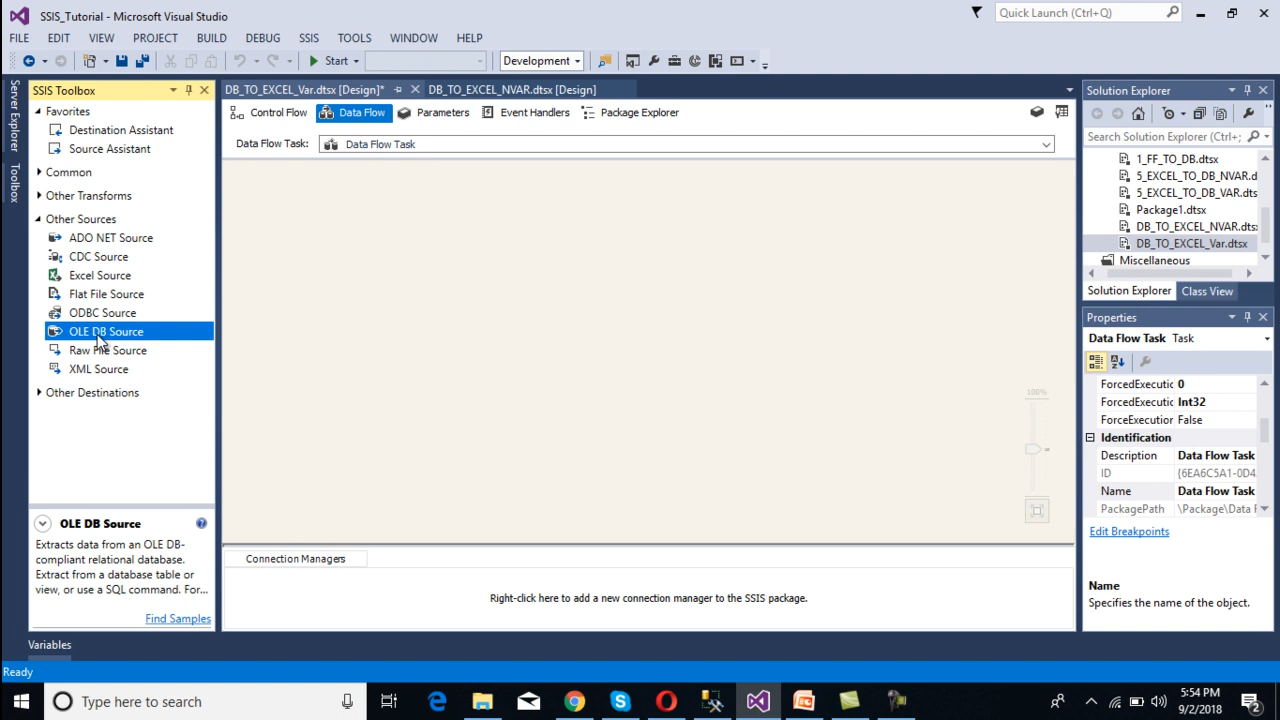 SSIS_Tutorial - Microsoft Visual Studio
Quick Launch (Ctrl+Q)
FILE EDIT VIEW PROJECT BUILD DEBUG SSIS TOOLS WINDOW HELP
Start Development
Server Explorer
Toolbox
SSIS Toolbox
Favorites
Destination Assistant
Source Assistant
Common
Other Transforms
Other Sources
ADO NET Source
CDC Source
Excel Source
Flat File Source
ODBC Source
OLE DB Source
Raw File Source
XML Source
Other Destinations
OLE DB Source
Extracts data from an OLE DB-
compliant relational database.
Extract from a database table or
view, or use a SQL command. For...
Find Samples
DB_TO_EXCEL_Var.dtsx [Design]* DB_TO_EXCEL_NVAR.dtsx [Design]
Control Flow Data Flow Parameters Event Handlers Package Explorer
Data Flow Task: Data Flow Task
100%
Connection Managers
Right-click here to add a new connection manager to the SSIS package.
Solution Explorer
Search Solution Explorer (Ctrl+;
1_FF_TO_DB.dtsx
5_EXCEL_TO_DB_NVAR.d
5_EXCEL_TO_DB_VAR.dts
Package1.dtsx
DB_TO_EXCEL_NVAR.dts
DB_TO_EXCEL_Var.dtsx
Miscellaneous
Solution Explorer Class View
Properties
Data Flow Task Task
ForcedExecutic 0
ForcedExecutic Int32
ForceExecution False
Identification
Description Data Flow Task
ID {6EA6C5A1-0D4
Name Data Flow Task
PackagePath \Package\Data F
Edit Breakpoints
Name
Specifies the name of the object.
Variables
Ready
Type here to search
5:54 PM
9/2/2018
2